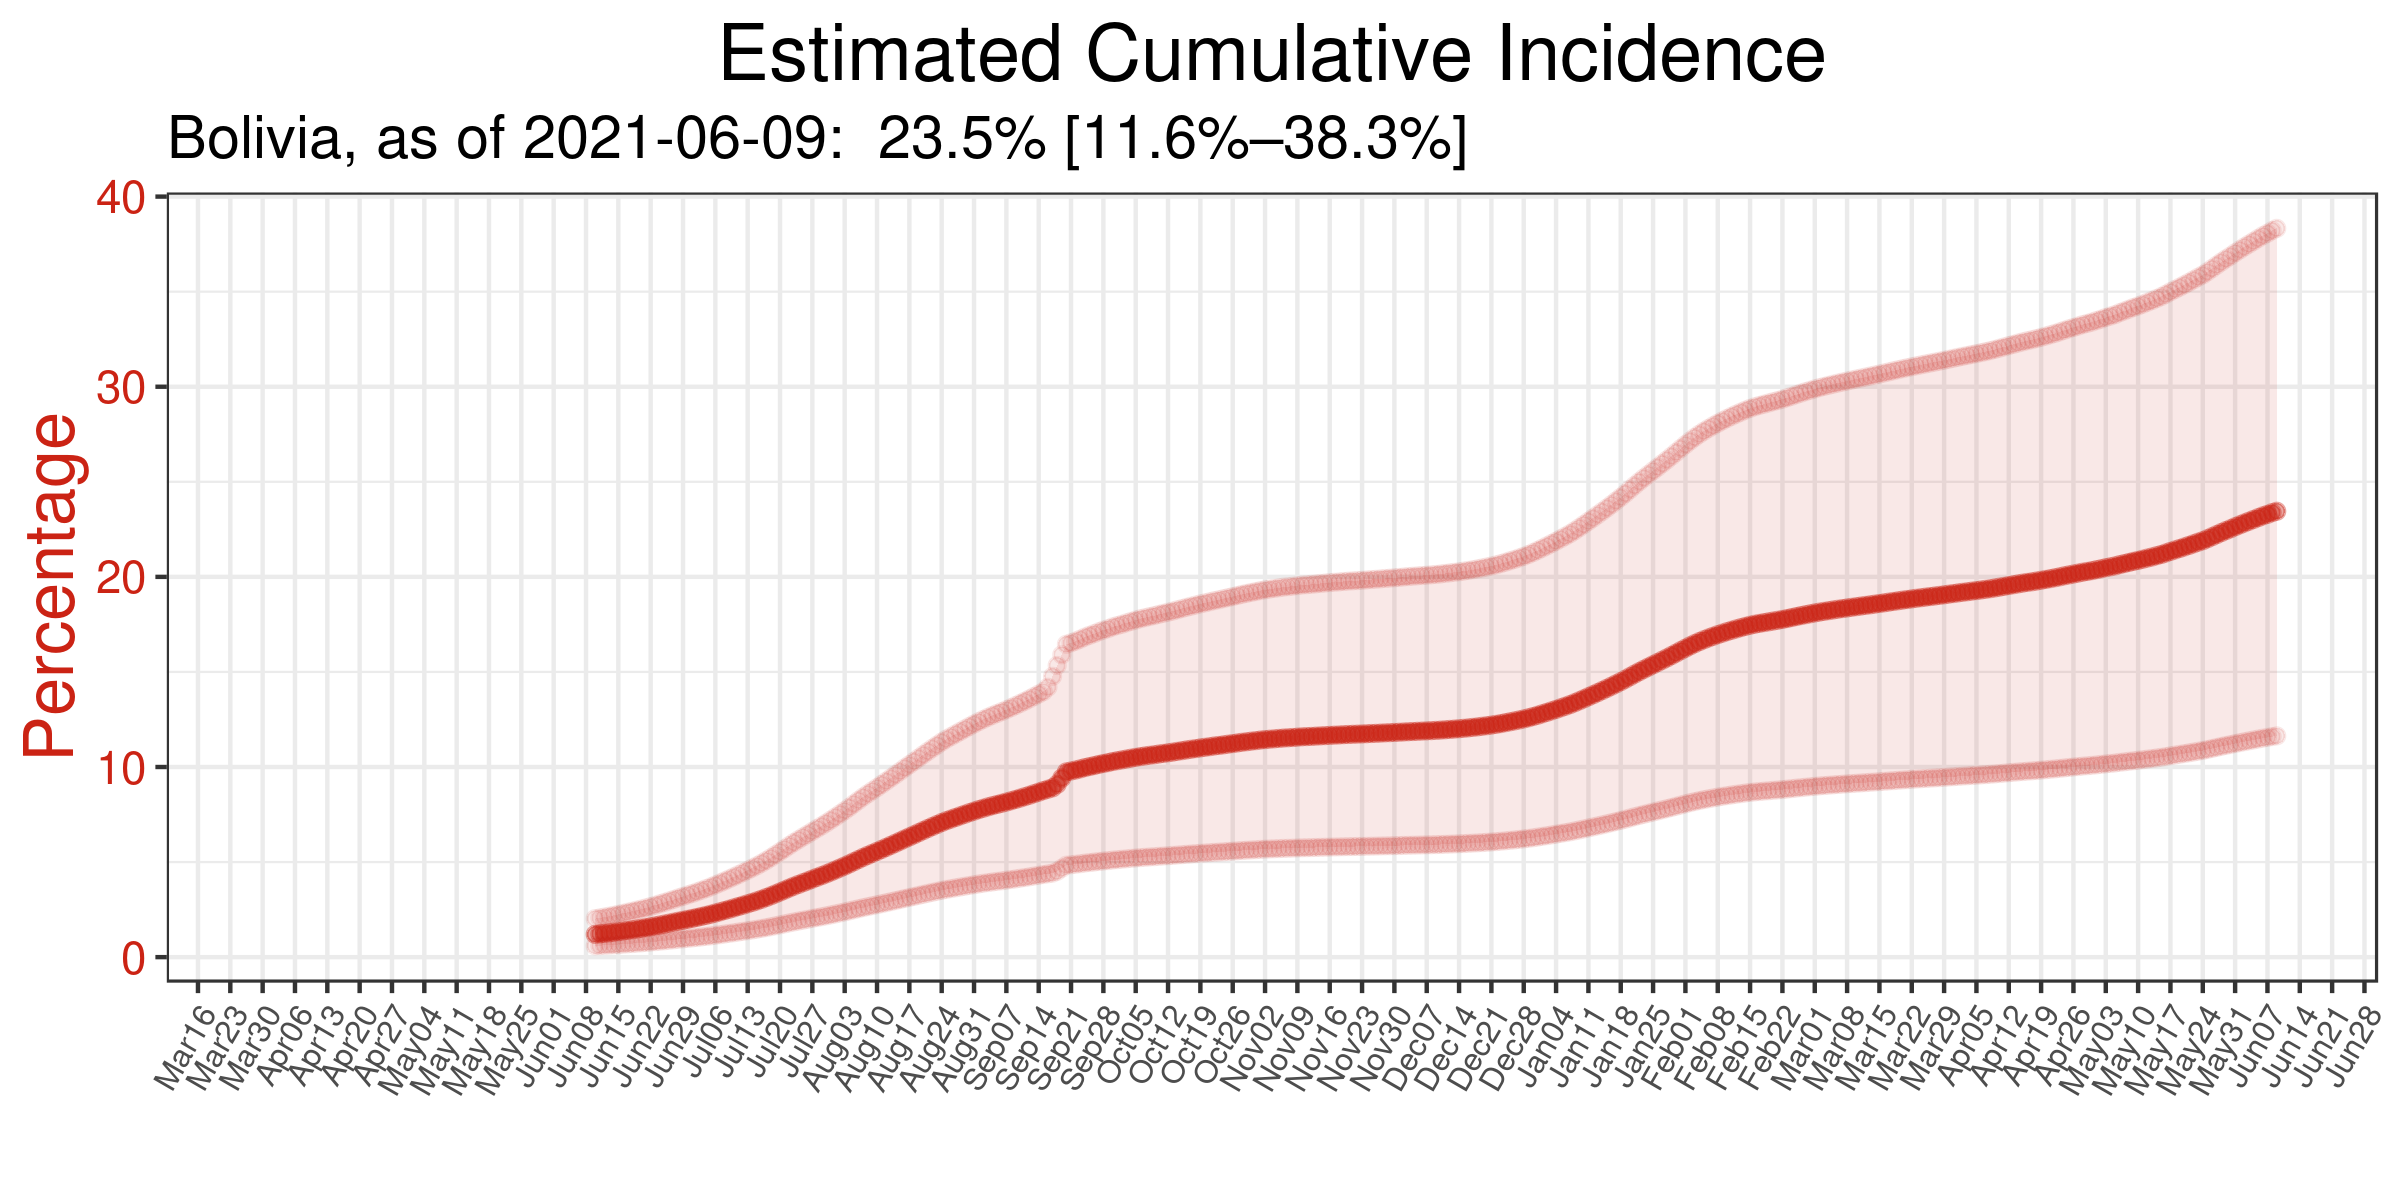 Estimated Cumulative Incidence
Bolivia, as of 2021-06-09:  23.5% [11.6%–38.3%]
Percentage
40
30
20
10
0
Mar16
Mar23
Mar30
Apr06
Apr13
Apr20
Apr27
May04
May11
May18
May25
Jun01
Jun08
Jun15
Jun22
Jun29
Jul06
Jul13
Jul20
Jul27
Aug03
Aug10
Aug17
Aug24
Aug31
Sep07
Sep14
Sep21
Sep28
Oct05
Oct12
Oct19
Oct26
Nov02
Nov09
Nov16
Nov23
Nov30
Dec07
Dec14
Dec21
Dec28
Jan04
Jan11
Jan18
Jan25
Feb01
Feb08
Feb15
Feb22
Mar01
Mar08
Mar15
Mar22
Mar29
Apr05
Apr12
Apr19
Apr26
May03
May10
May17
May24
May31
Jun07
Jun14
Jun21
Jun28